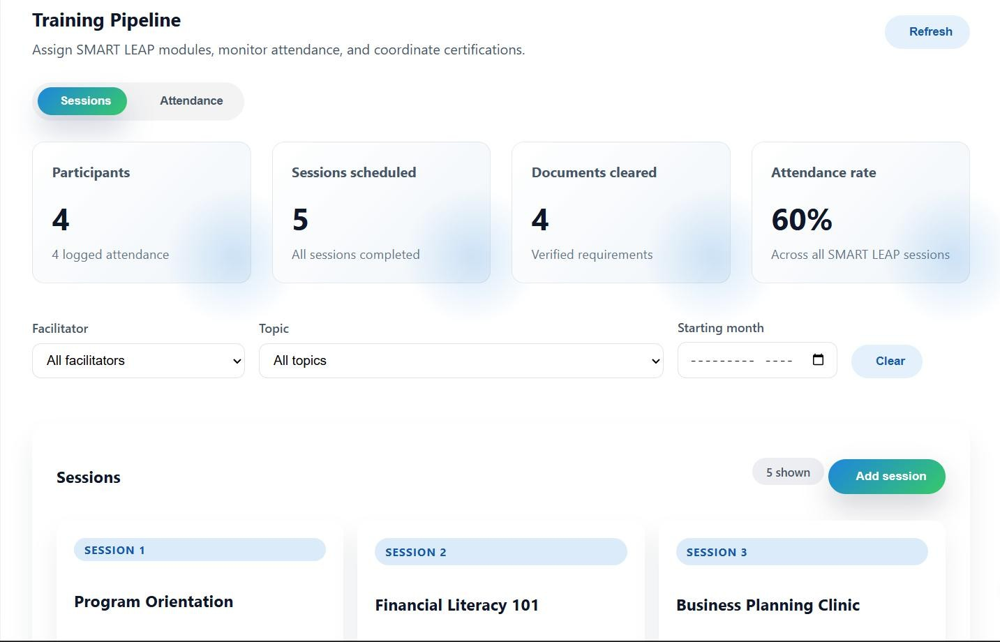 Training Pipeline
Refresh
Assign SMART LEAP modules, monitor attendance, and coordinate certifications.
Sessions
Attendance
Participants
4
4 logged attendance
Sessions scheduled
5
All sessions completed
Documents cleared
4
Verified requirements
Attendance rate
60%
Across all SMART LEAP sessions
Facilitator
All facilitators
Topic
All topics
Starting month
--------- ----
Clear
Sessions
5 shown
Add session
SESSION 1
Program Orientation
SESSION 2
Financial Literacy 101
SESSION 3
Business Planning Clinic